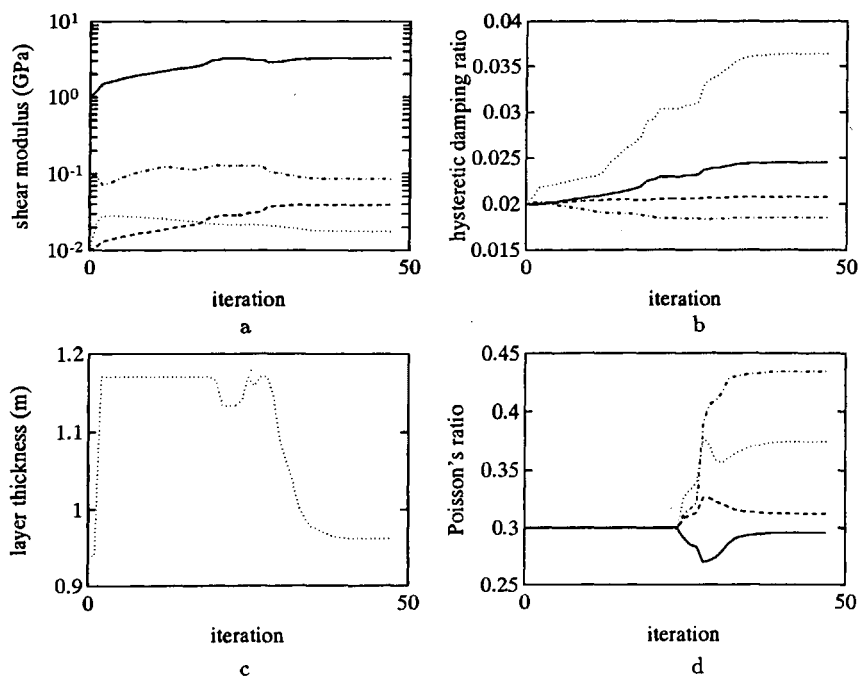 10^1
10^0
10^-1
10^-2
shear modulus (GPa)
0
50
iteration
a
0.04
0.035
0.03
0.025
0.02
0.015
hysteretic damping ratio
0
50
iteration
b
1.2
1.1
1
0.9
layer thickness (m)
0
50
iteration
c
0.45
0.4
0.35
0.3
0.25
Poisson's ratio
0
50
iteration
d